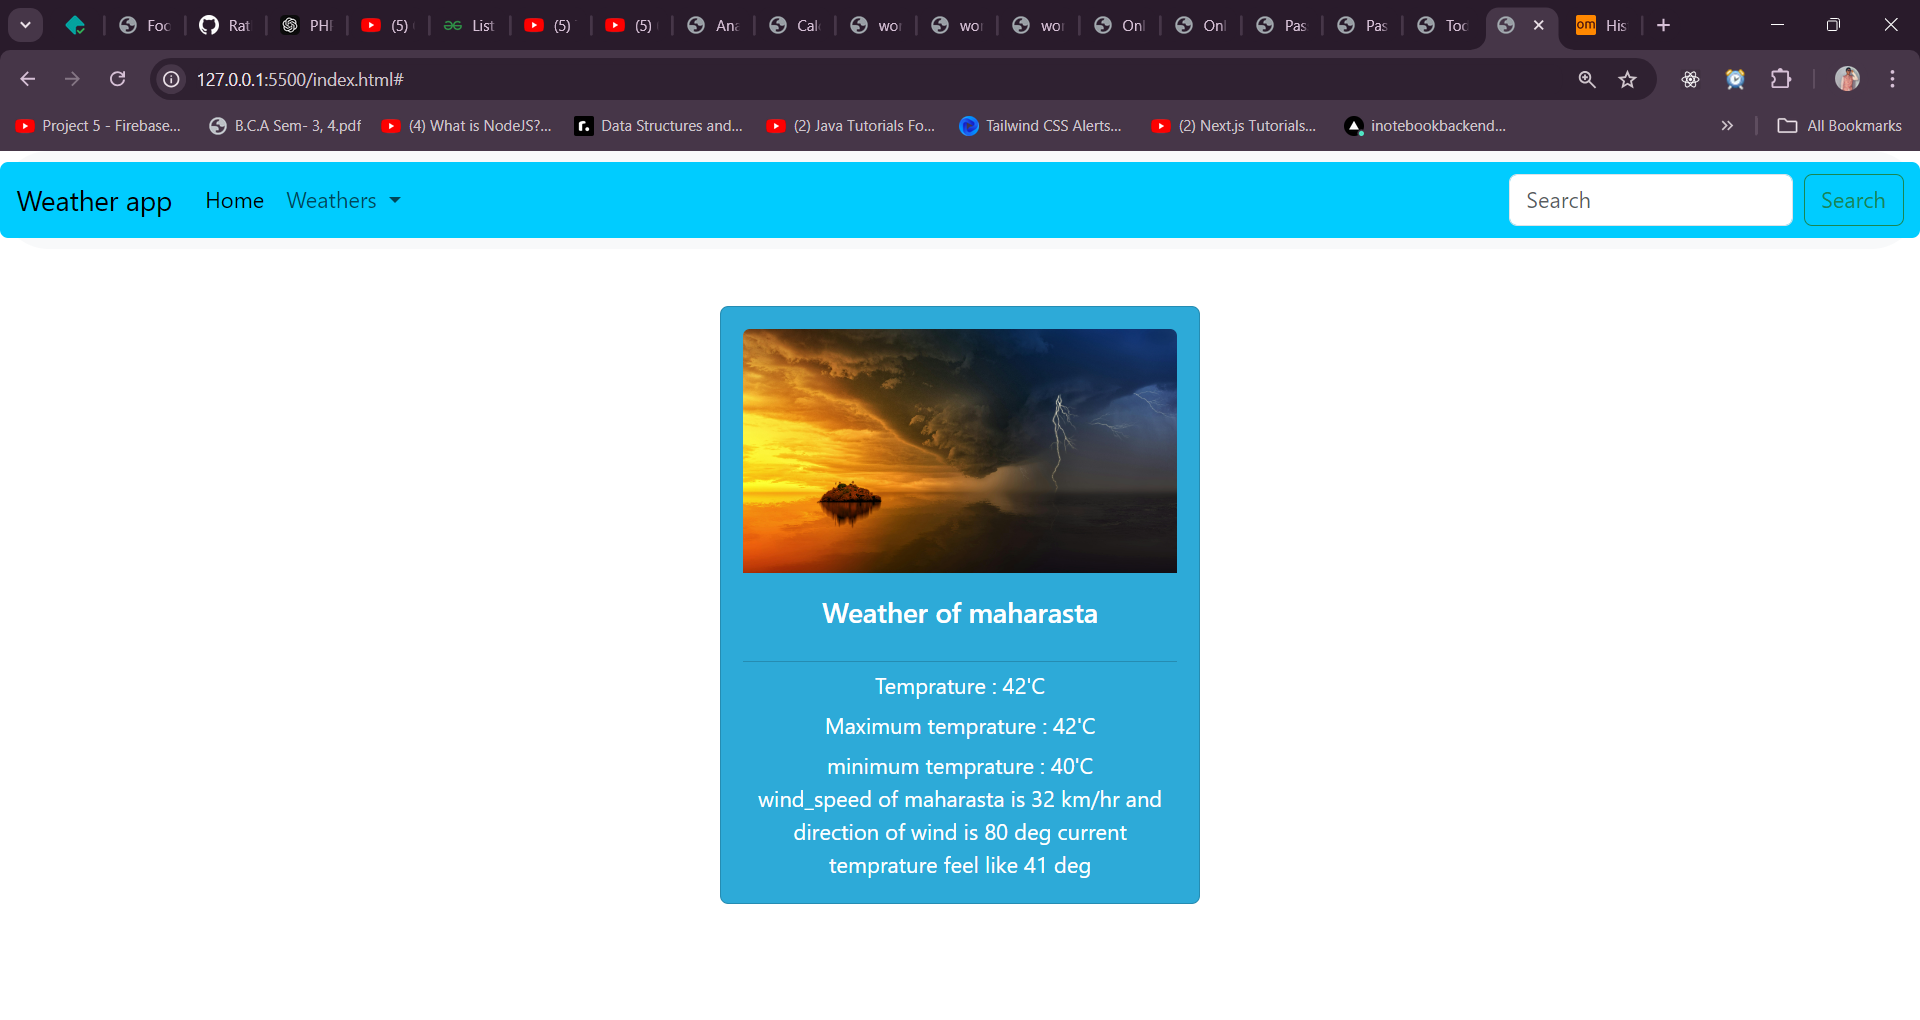 Foo
Rat
PHI
(5)
List
(5)
(5)
Ana
Cal
wor
wor
wor
Onl
Onl
Pas
Pas
Tod
om
His
127.0.0.1:5500/index.html#
Project 5 - Firebase...
B.C.A Sem- 3, 4.pdf
(4) What is NodeJS?...
r.
Data Structures and...
(2) Java Tutorials Fo...
Tailwind CSS Alerts...
(2) Next.js Tutorials...
inotebookbackend...
All Bookmarks
Weather app
Home
Weathers
Search
Search
Weather of maharasta
Temprature : 42'C
Maximum temprature : 42'C
minimum temprature : 40'C
wind_speed of maharasta is 32 km/hr and
direction of wind is 80 deg current
temprature feel like 41 deg